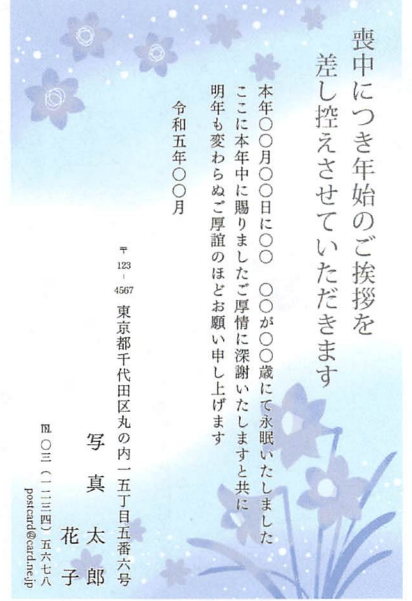 喪中につき年始のご挨拶を
差し控えさせていただきます
本年〇〇月〇〇日に〇〇　〇〇が〇〇歳にて永眠いたしました
ここに本年中に賜りましたご厚情に深謝いたしますと共に
明年も変わらぬご厚誼のほどお願い申し上げます
令和五年〇〇月
〒123-4567
東京都千代田区丸の内一五丁目五番六号
写真　太郎
花子
℡〇三（一二三四）五六七八
postcard@card.ne.jp